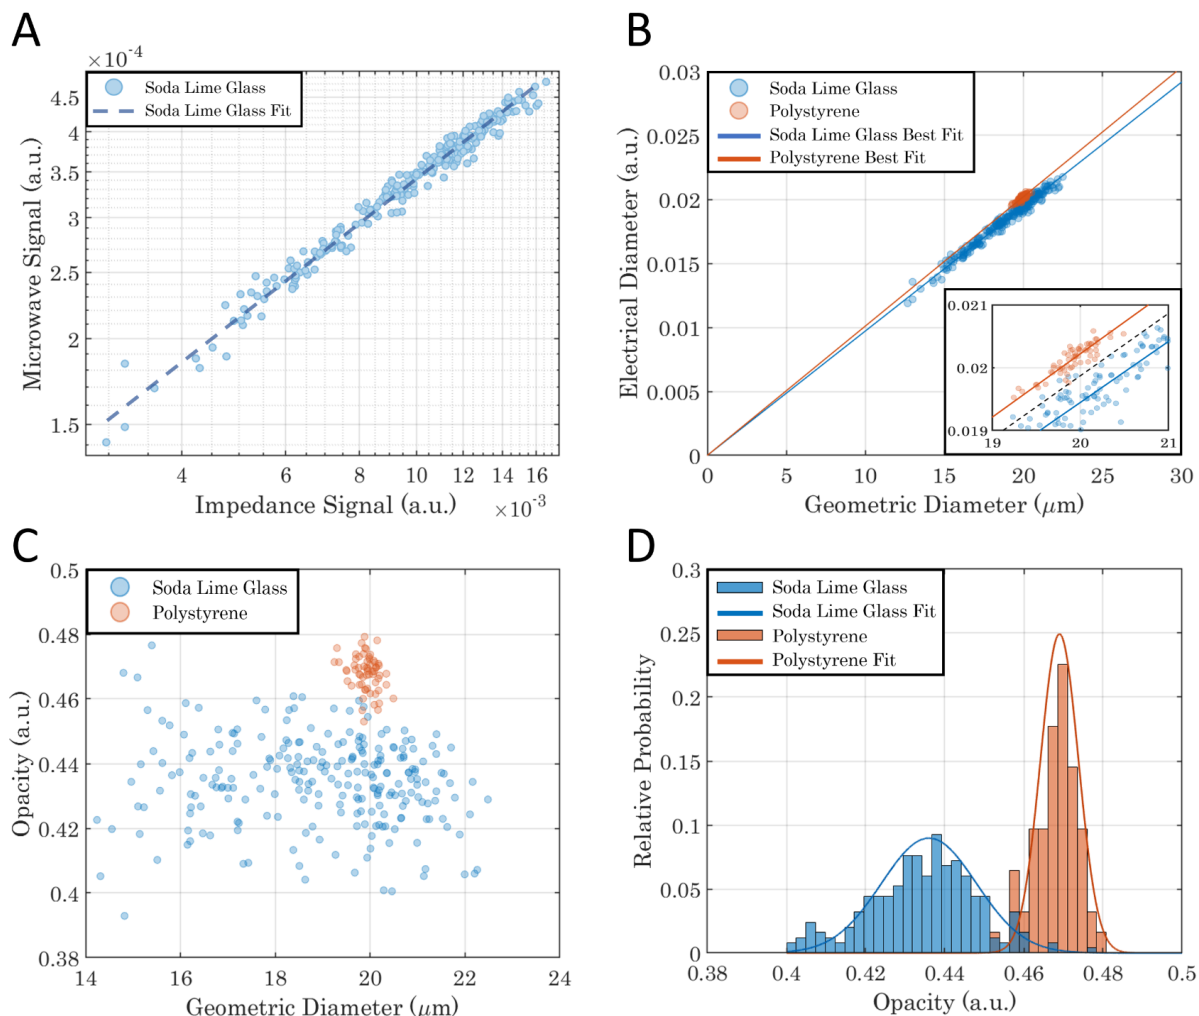 A
×10⁻⁴
Soda Lime Glass
Soda Lime Glass Fit
4.5
4
3.5
3
2.5
2
1.5
Microwave Signal (a.u.)
4 6 8 10 12 14 16
Impedance Signal (a.u.)
×10⁻³
B
Soda Lime Glass
Polystyrene
Soda Lime Glass Best Fit
Polystyrene Best Fit
0.03
0.025
0.02
0.015
0.01
0.005
0
Electrical Diameter (a.u.)
0.021
0.02
0.019
19 20 21
0 5 10 15 20 25 30
Geometric Diameter (μm)
C
Soda Lime Glass
Polystyrene
0.5
0.48
0.46
0.44
0.42
0.4
0.38
Opacity (a.u.)
14 16 18 20 22 24
Geometric Diameter (μm)
D
Soda Lime Glass
Soda Lime Glass Fit
Polystyrene
Polystyrene Fit
0.3
0.25
0.2
0.15
0.1
0.05
0
Relative Probability
0.38 0.4 0.42 0.44 0.46 0.48 0.5
Opacity (a.u.)